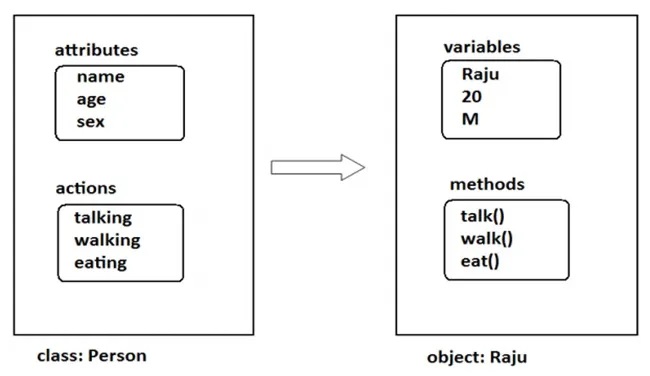 attributes
name
age
sex
actions
talking
walking
eating
class: Person
variables
Raju
20
M
methods
talk()
walk()
eat()
object: Raju